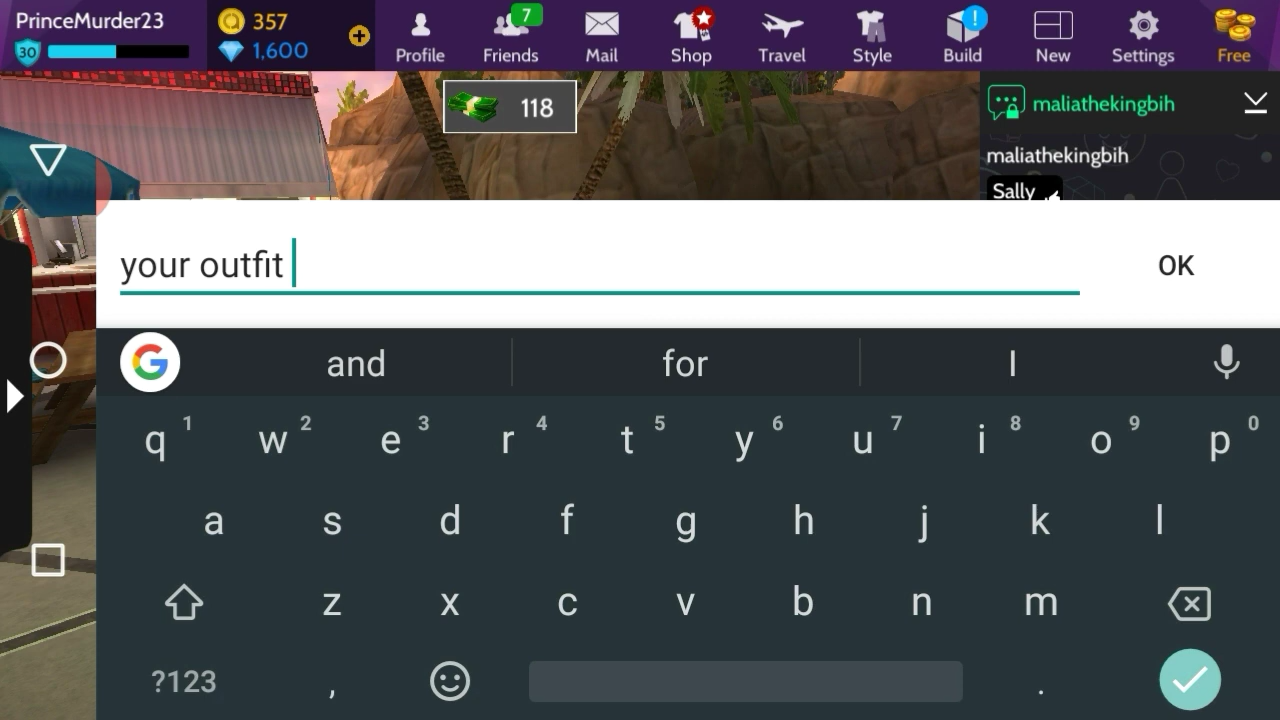 PrinceMurder23
30
357
1,600
Profile
7
Friends
Mail
Shop
Travel
Style
!
Build
New
Settings
Free
118
maliathekingbih
maliathekingbih
Sally
your outfit
OK
G and for I
q 1 w 2 e 3 r 4 t 5 y 6 u 7 i 8 o 9 p 0
a s d f g h j k l
z x c v b n m
?123 , .